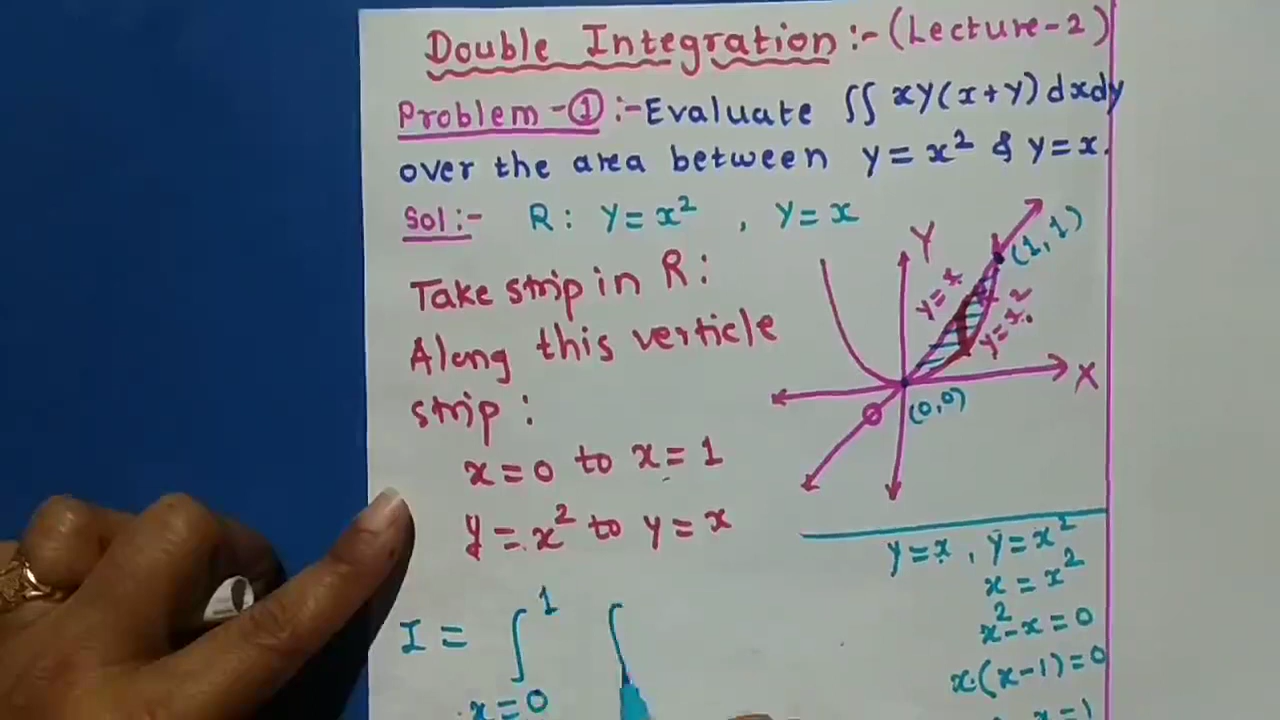 Double Integration :- (Lecture-2)
Problem-① :- Evaluate ∬ xy(x+y) dxdy
over the area between y = x² & y = x.
Sol :- R : y = x² , y = x
Take strip in R :
Along this verticle
strip :
x = 0 to x = 1
y = x² to y = x
I = ∫ 1 ∫
x = 0
Y
(1,1)
y = x
y = x²
X
(0,0)
y = x , y = x²
x = x²
x² - x = 0
x(x-1) = 0
x = 1